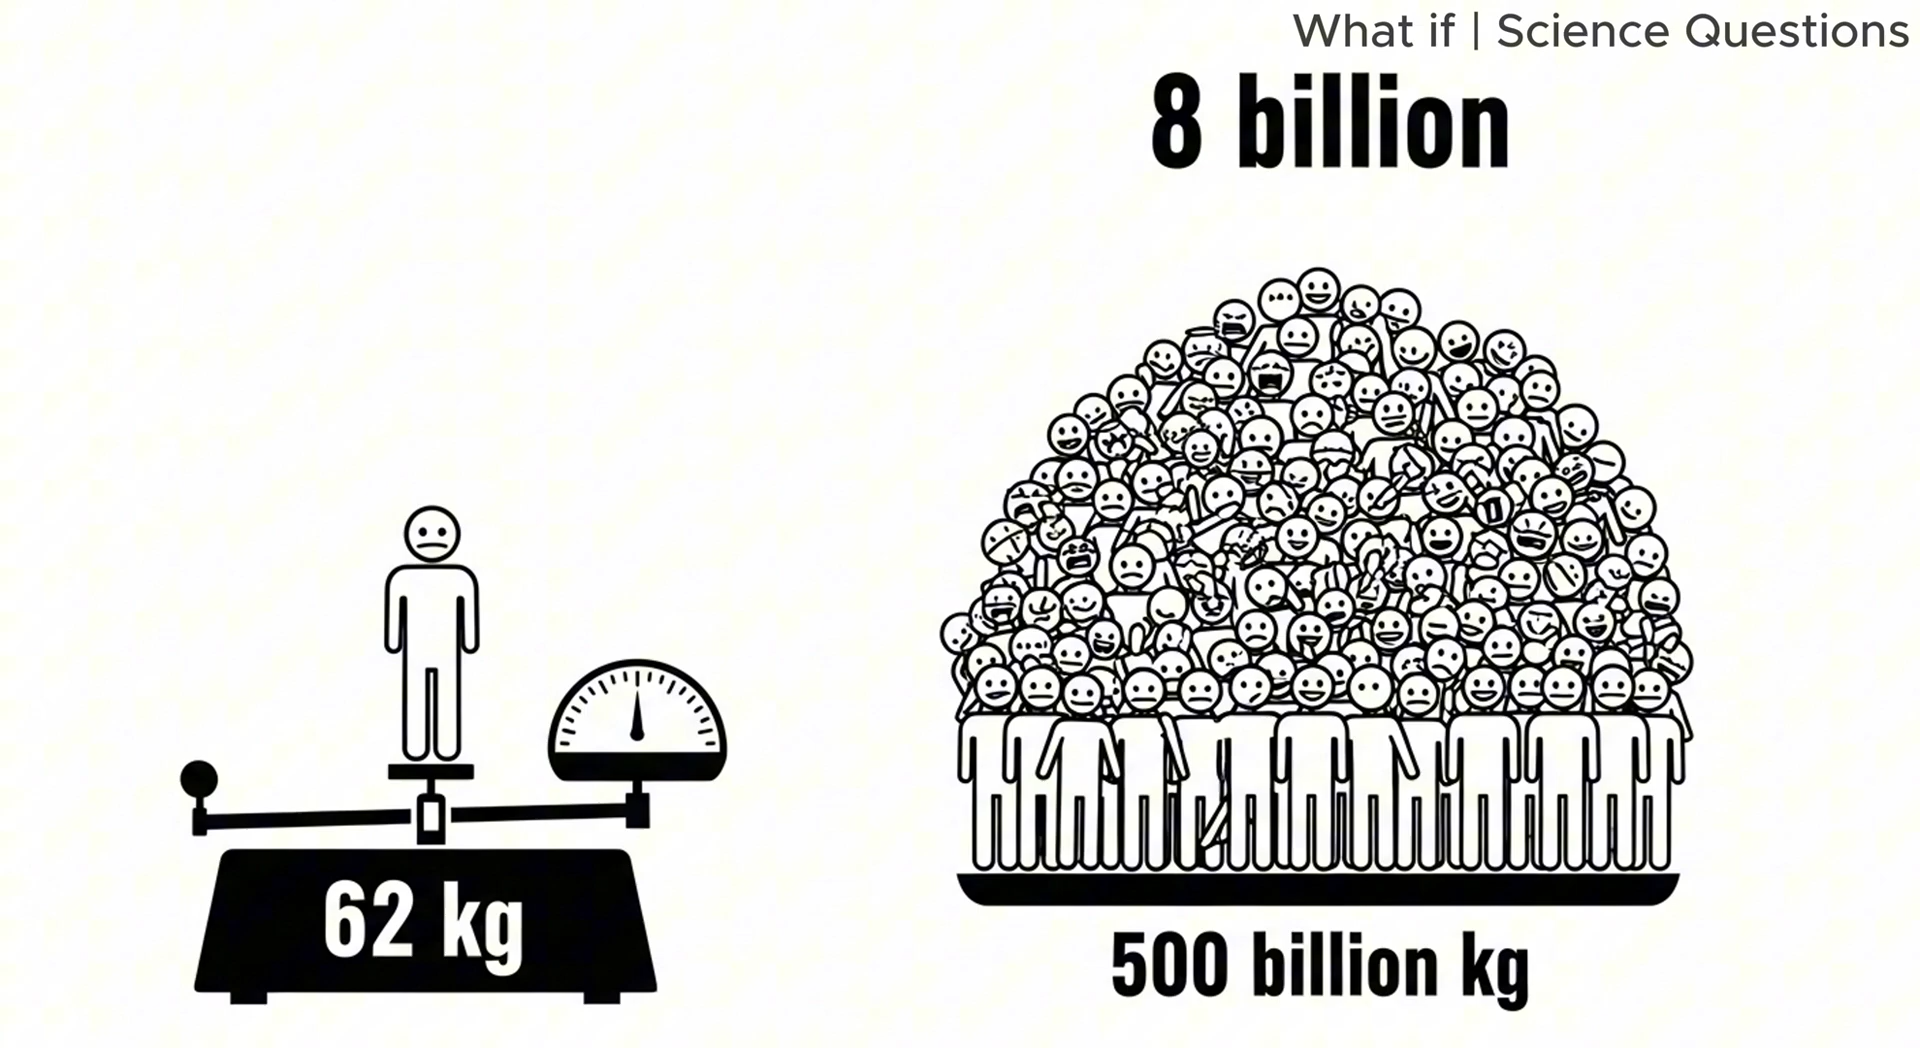 What if | Science Questions
8 billion
62 kg
500 billion kg